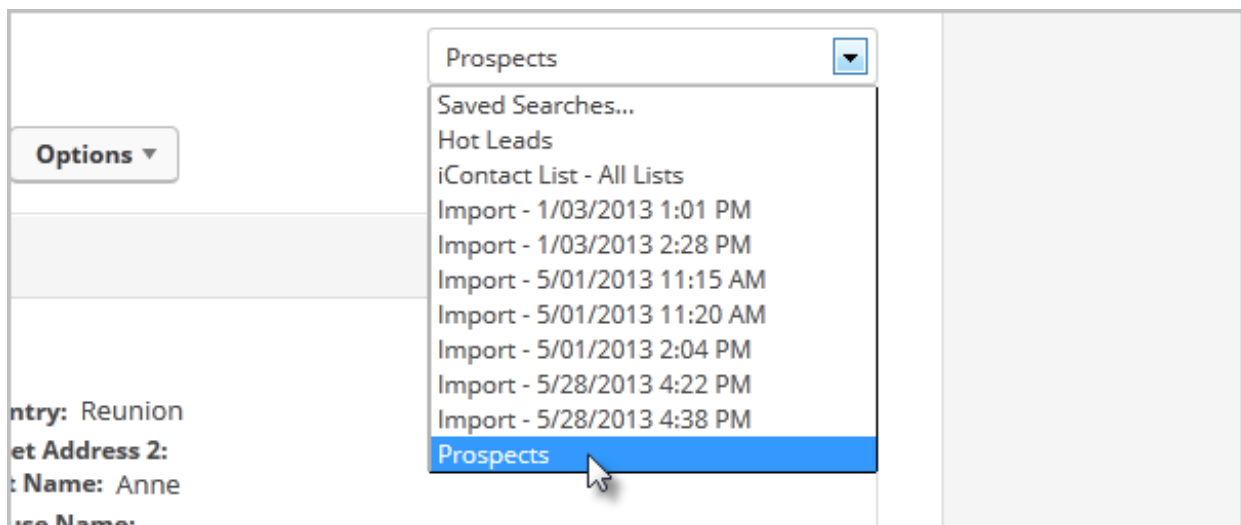 Prospects
Saved Searches...
Hot Leads
Options
iContact List - All Lists
Import - 1/03/2013 1:01 PM
Import - 1/03/2013 2:28 PM
Import - 5/01/2013 11:15 AM
Import - 5/01/2013 11:20 AM
Import - 5/01/2013 2:04 PM
Import - 5/28/2013 4:22 PM
Import - 5/28/2013 4:38 PM
Prospects
ntry: Reunion
et Address 2:
t Name: Anne
use Name: